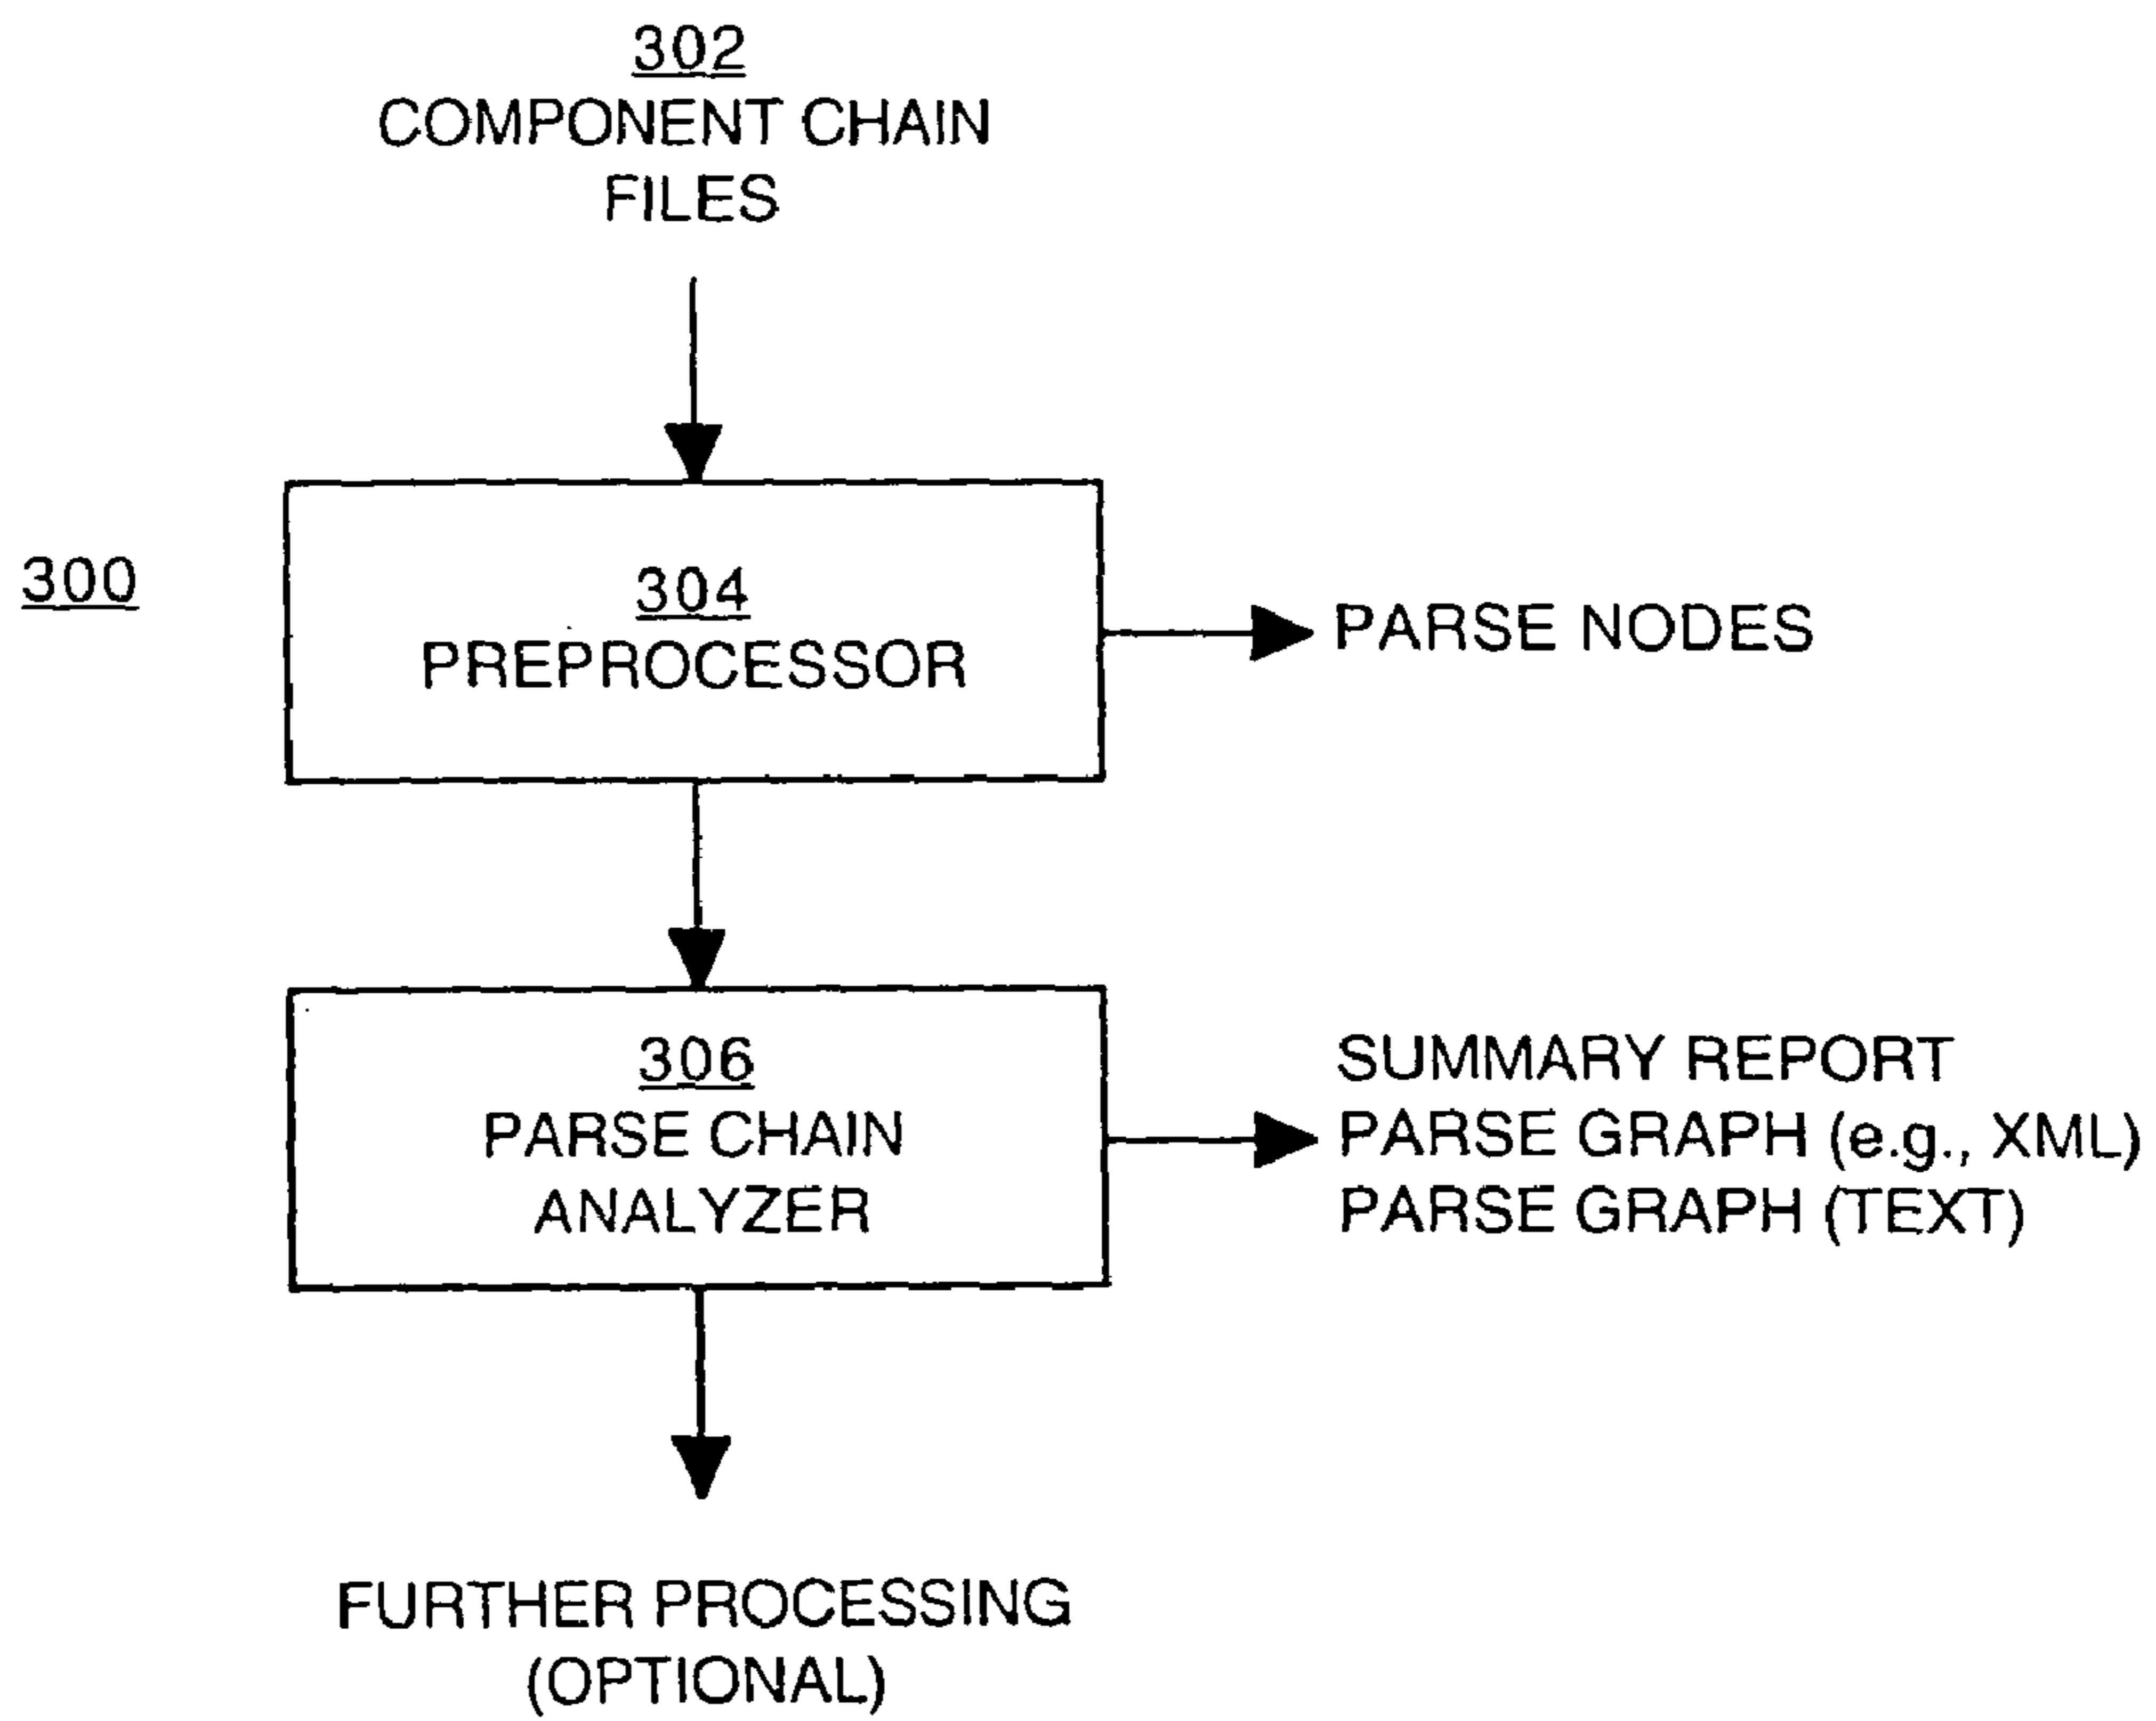 302
COMPONENT CHAIN
FILES
300
304
PREPROCESSOR
PARSE NODES
306
PARSE CHAIN
ANALYZER
SUMMARY REPORT
PARSE GRAPH (e.g., XML)
PARSE GRAPH (TEXT)
FURTHER PROCESSING
(OPTIONAL)